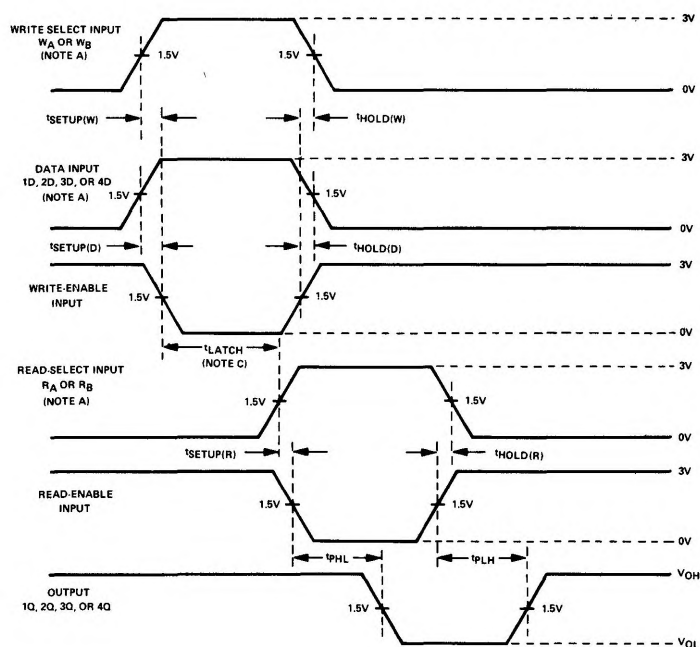 3V
WRITE SELECT INPUT
WA OR WB
(NOTE A)
1.5V
1.5V
0V
tSETUP(W)
tHOLD(W)
3V
DATA INPUT
1D, 2D, 3D, OR 4D
(NOTE A)
1.5V
1.5V
0V
tSETUP(D)
tHOLD(D)
3V
WRITE-ENABLE
INPUT
1.5V
1.5V
0V
tLATCH
(NOTE C)
READ-SELECT INPUT
RA OR RB
(NOTE A)
3V
1.5V
1.5V
0V
tSETUP(R)
tHOLD(R)
3V
READ-ENABLE
INPUT
1.5V
1.5V
0V
tPHL
tPLH
VOH
OUTPUT
1Q, 2Q, 3Q, OR 4Q
1.5V
1.5V
VOL